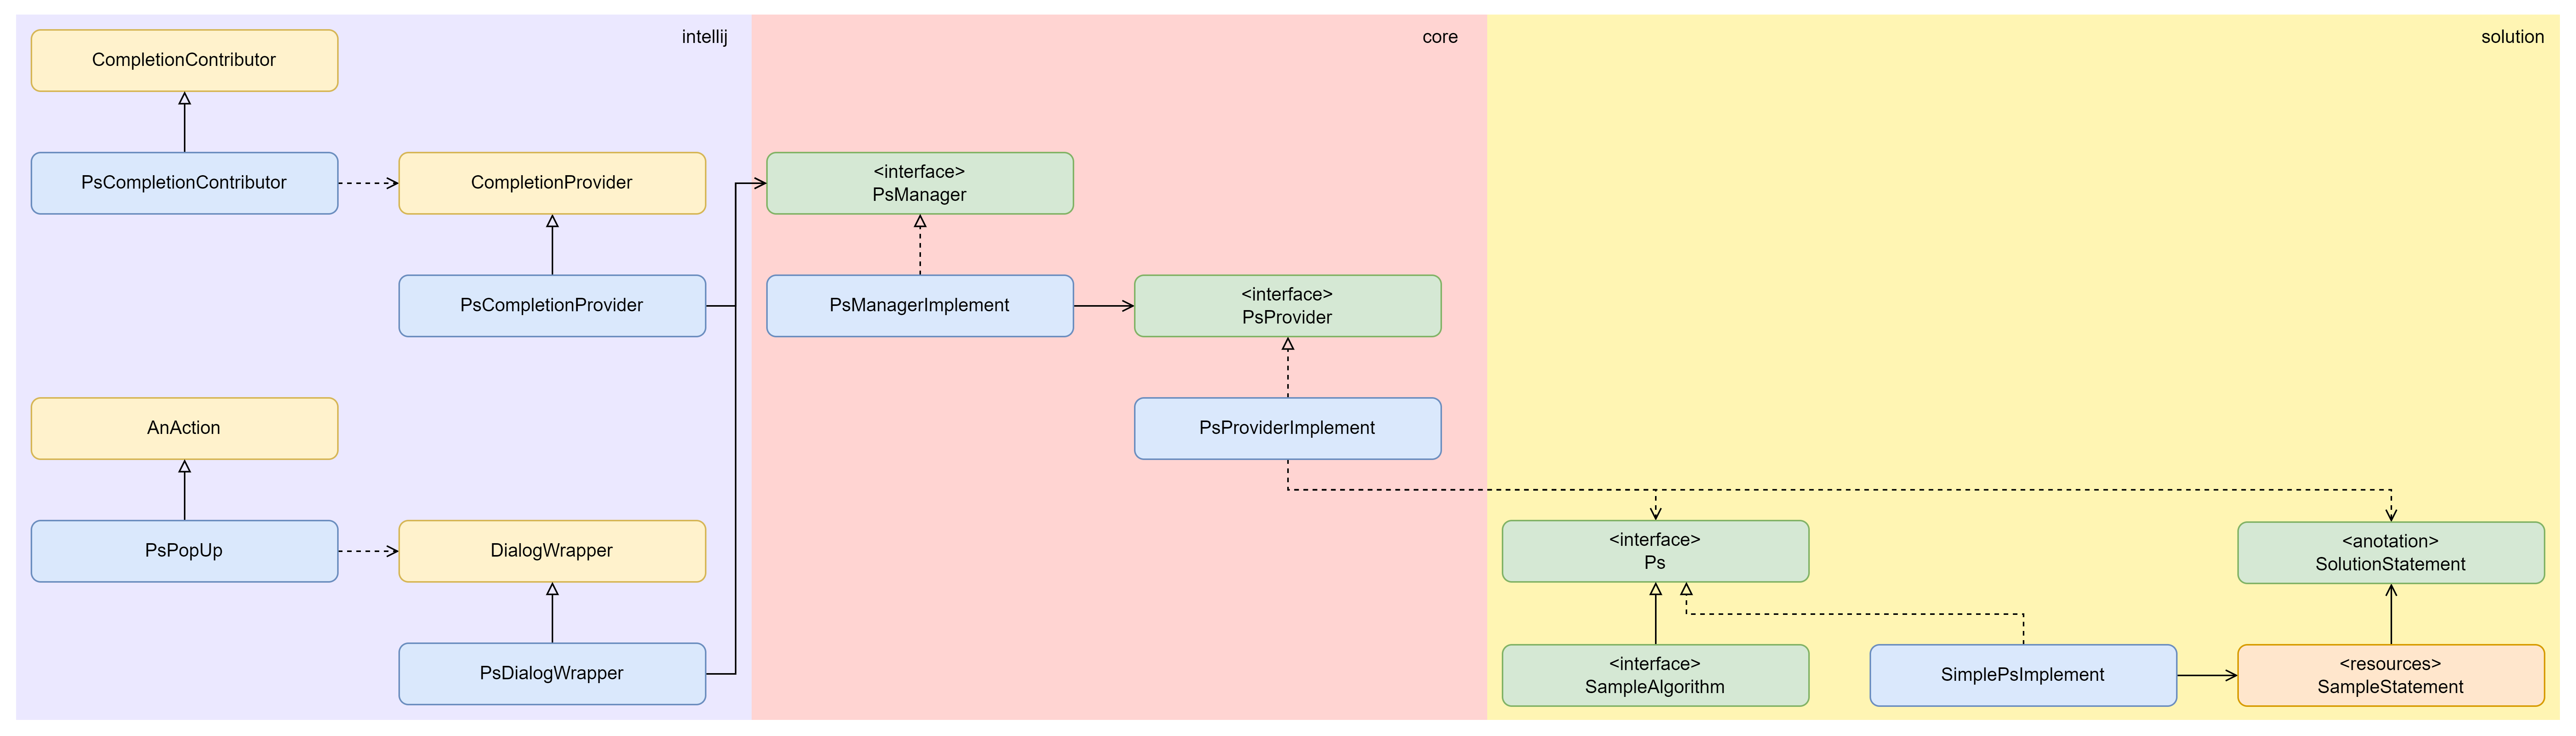 intellij
core
solution
CompletionContributor
PsCompletionContributor
CompletionProvider
<interface>
PsManager
PsCompletionProvider
PsManagerImplement
<interface>
PsProvider
AnAction
PsProviderImplement
PsPopUp
DialogWrapper
<interface>
Ps
<anotation>
SolutionStatement
PsDialogWrapper
<interface>
SampleAlgorithm
SimplePsImplement
<resources>
SampleStatement